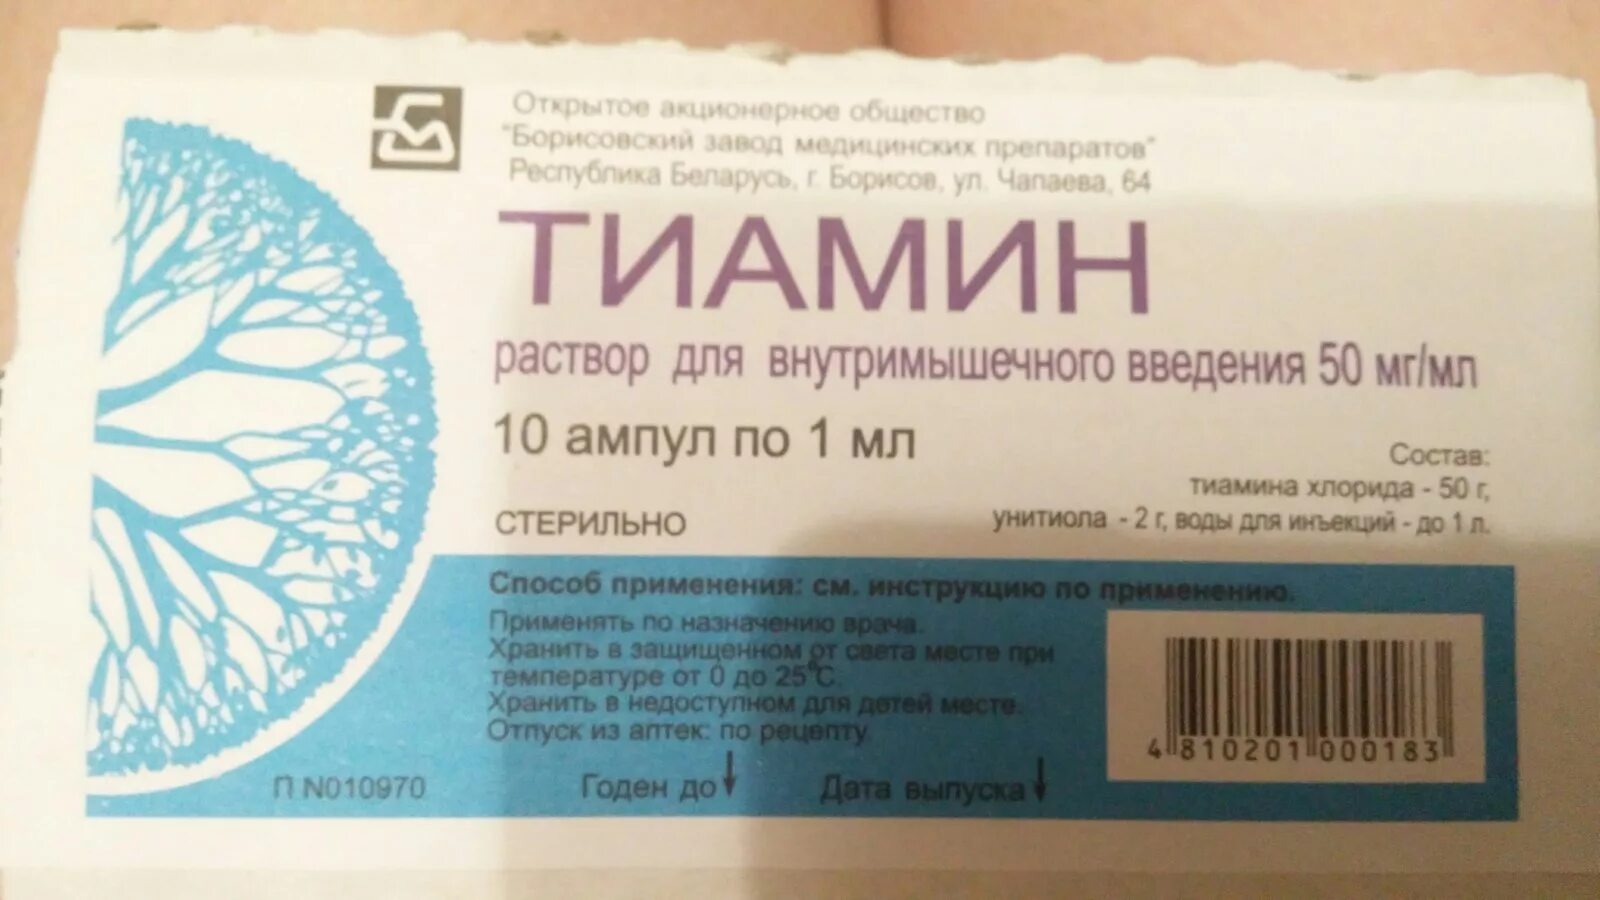 Открытое акционерное общество
"Борисовский завод медицинских препаратов"
Республика Беларусь, г. Борисов, ул. Чапаева, 64
ТИАМИН
раствор для внутримышечного введения 50 мг/мл
10 ампул по 1 мл
Состав:
тиамина хлорида - 50 г,
унитиола - 2 г, воды для инъекций - до 1 л.
СТЕРИЛЬНО
Способ применения: см. инструкцию по применению.
Применять по назначению врача.
Хранить в защищенном от света месте при
температуре от 0 до 25°С.
Хранить в недоступном для детей месте.
Отпуск из аптек: по рецепту.
П N010970
Годен до
Дата выпуска
4 810201 000183